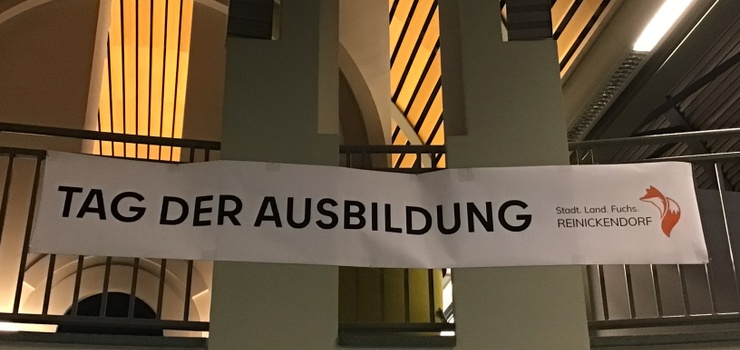 TAG DER AUSBILDUNG
Stadt. Land. Fuchs.
REINICKENDORF